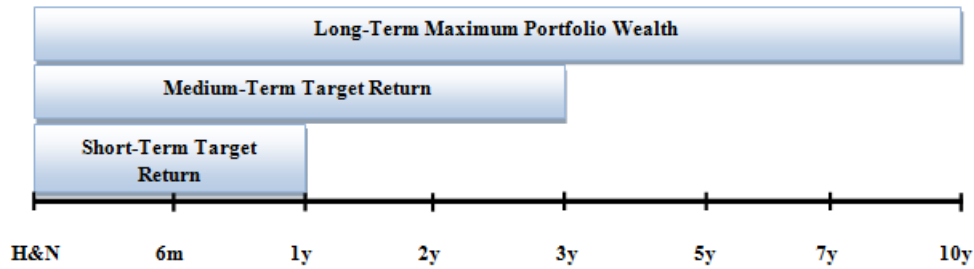 Long-Term Maximum Portfolio Wealth
Medium-Term Target Return
Short-Term Target
Return
H&N 6m 1y 2y 3y 5y 7y 10y